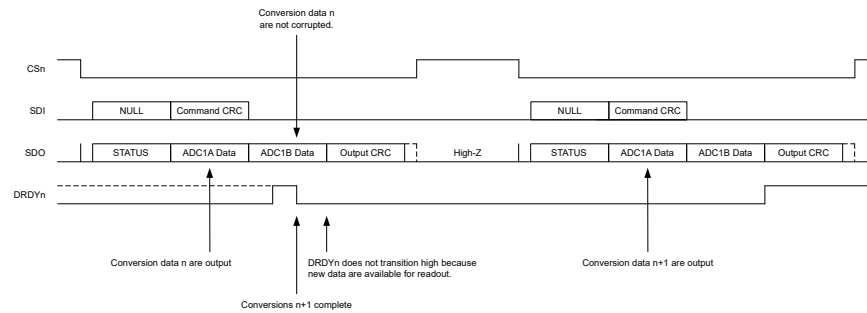 Conversion data n
are not corrupted.
CSn
SDI
NULL
Command CRC
NULL
Command CRC
SDO
STATUS
ADC1A Data
ADC1B Data
Output CRC
High-Z
STATUS
ADC1A Data
ADC1B Data
Output CRC
DRDYn
Conversion data n are output
DRDYn does not transition high because
new data are available for readout.
Conversion data n+1 are output
Conversions n+1 complete